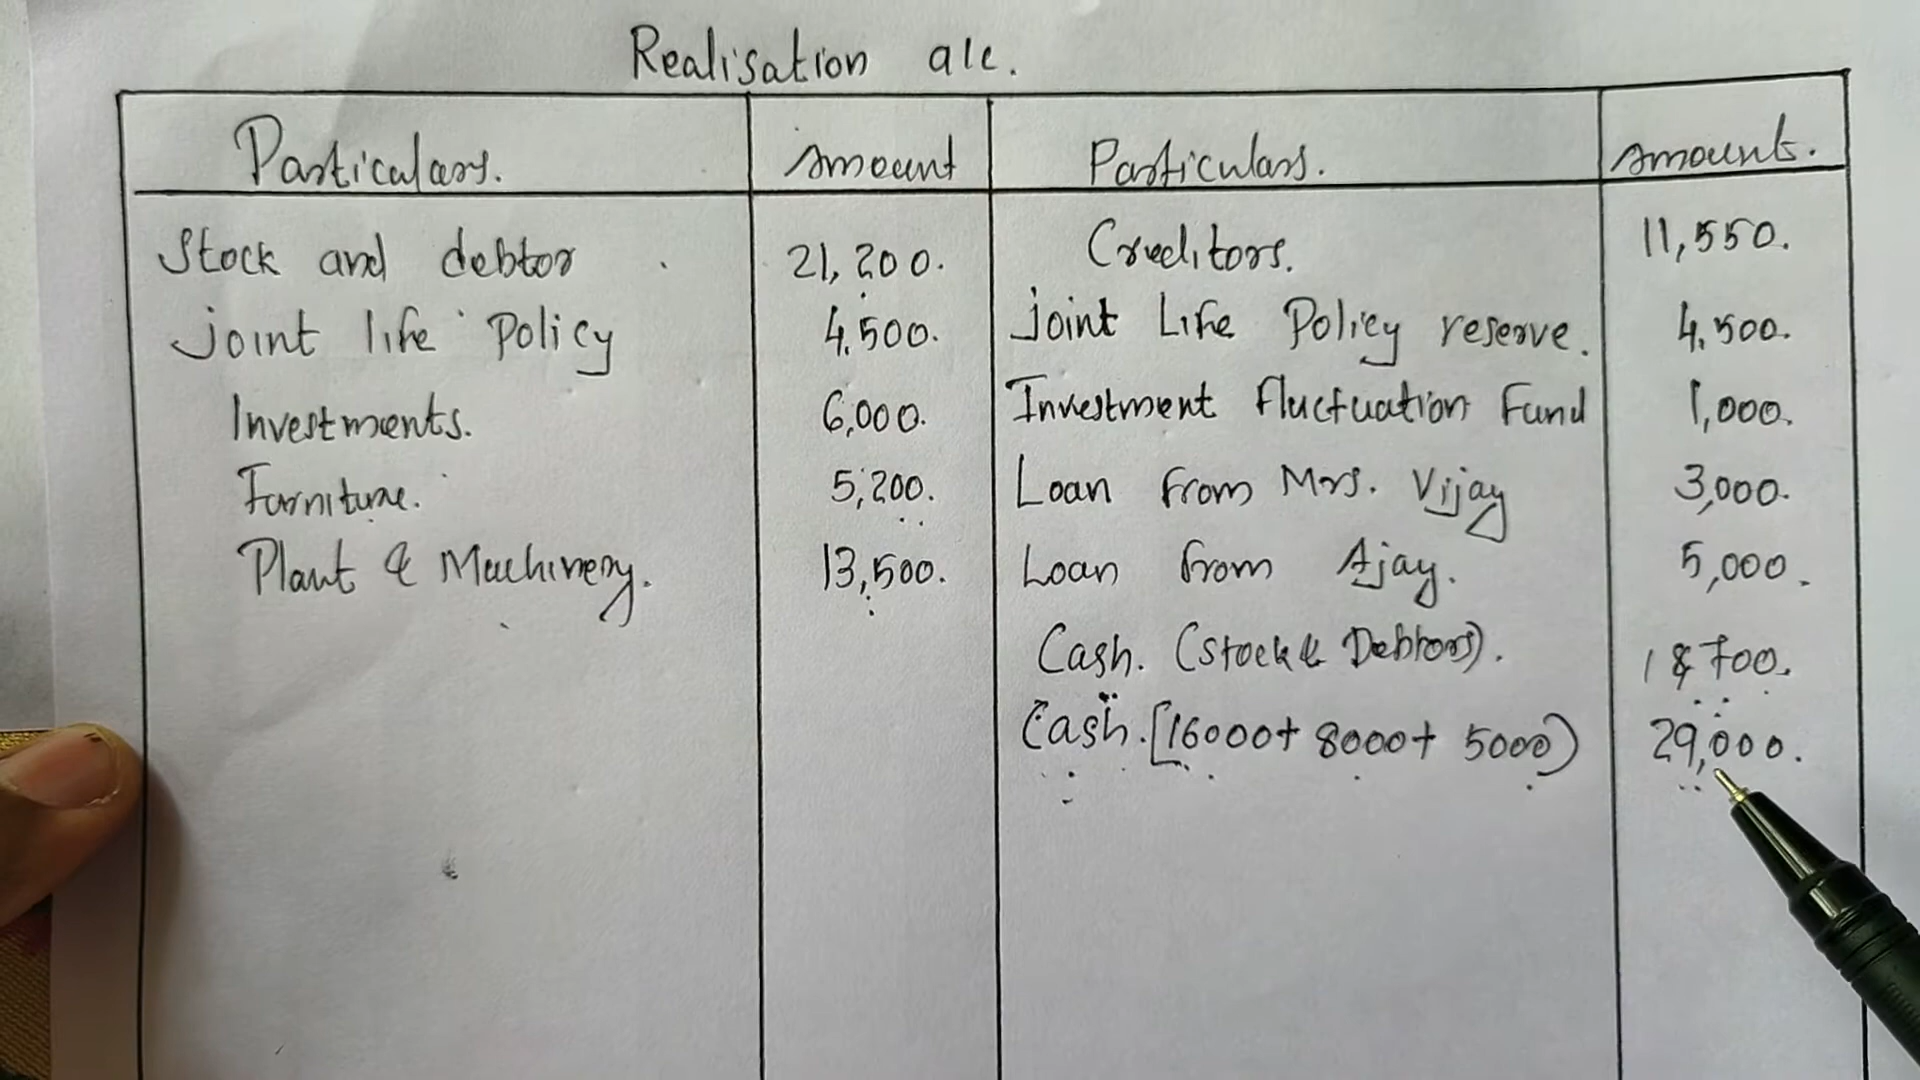 Realisation a/c.
Particulars. Amount Particulars. Amount.
Stock and debtor 21,200. Creditors. 11,550.
Joint life Policy 4,500. Joint Life Policy reserve. 4,500.
Investments. 6,000. Investment Fluctuation Fund 1,000.
Furniture. 5,200. Loan from Mrs. Vijay 3,000.
Plant & Machinery. 13,500. Loan from Ajay. 5,000.
Cash. (Stock & Debtors). 18700.
Cash. [16000+ 8000+ 5000) 29,000.